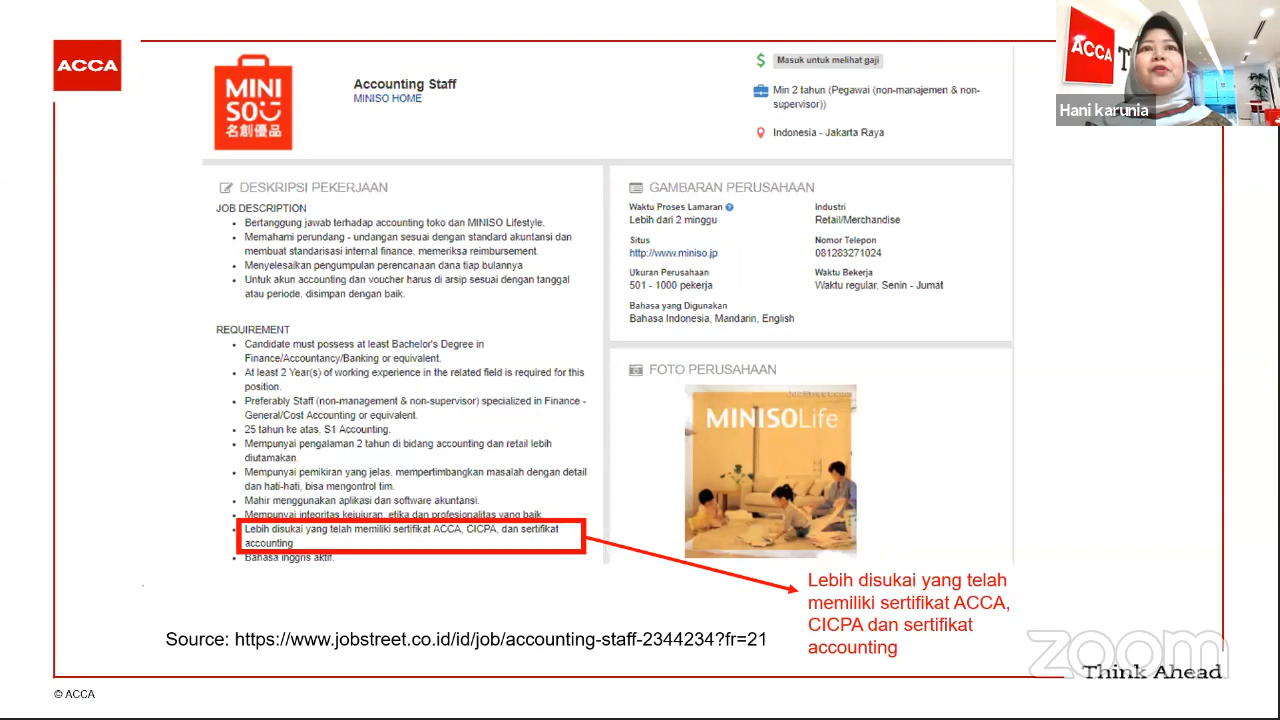 ACCA
MINI
SO
名創優品
Accounting Staff
MINISO HOME
$ Masuk untuk melihat gaji
Min 2 tahun (Pegawai (non-manajemen & non-
supervisor))
Indonesia - Jakarta Raya
ACCA
Hani karunia
DESKRIPSI PEKERJAAN
JOB DESCRIPTION
• Bertanggung jawab terhadap accounting toko dan MINISO Lifestyle.
• Memahami perundang - undangan sesuai dengan standard akuntansi dan
membuat standarisasi internal finance, memeriksa reimbursement.
• Menyelesaikan pengumpulan perencanaan dana tiap bulannya
• Untuk akun accounting dan voucher harus di arsip sesuai dengan tanggal
atau periode, disimpan dengan baik.
REQUIREMENT
• Candidate must possess at least Bachelor's Degree in
Finance/Accountancy/Banking or equivalent.
• At least 2 Year(s) of working experience in the related field is required for this
position.
• Preferably Staff (non-management & non-supervisor) specialized in Finance -
General/Cost Accounting or equivalent.
• 25 tahun ke atas, S1 Accounting.
• Mempunyai pengalaman 2 tahun di bidang accounting dan retail lebih
diutamakan.
• Mempunyai pemikiran yang jelas, mempertimbangkan masalah dengan detail
dan hati-hati, bisa mengontrol tim.
• Mahir menggunakan aplikasi dan software akuntansi.
• Mempunyai integritas kejujuran, etika dan profesionalitas yang baik
• Lebih disukai yang telah memiliki sertifikat ACCA, CICPA, dan sertifikat
accounting
• Bahasa inggris aktif.
GAMBARAN PERUSAHAAN
Waktu Proses Lamaran
Lebih dari 2 minggu
Industri
Retail/Merchandise
Situs
http://www.miniso.jp
Nomor Telepon
081283271024
Ukuran Perusahaan
501 - 1000 pekerja
Waktu Bekerja
Waktu regular, Senin - Jumat
Bahasa yang Digunakan
Bahasa Indonesia, Mandarin, English
FOTO PERUSAHAAN
MINISOLife
Lebih disukai yang telah
memiliki sertifikat ACCA,
CICPA dan sertifikat
accounting
Source: https://www.jobstreet.co.id/id/job/accounting-staff-2344234?fr=21
zoom
Think Ahead
© ACCA